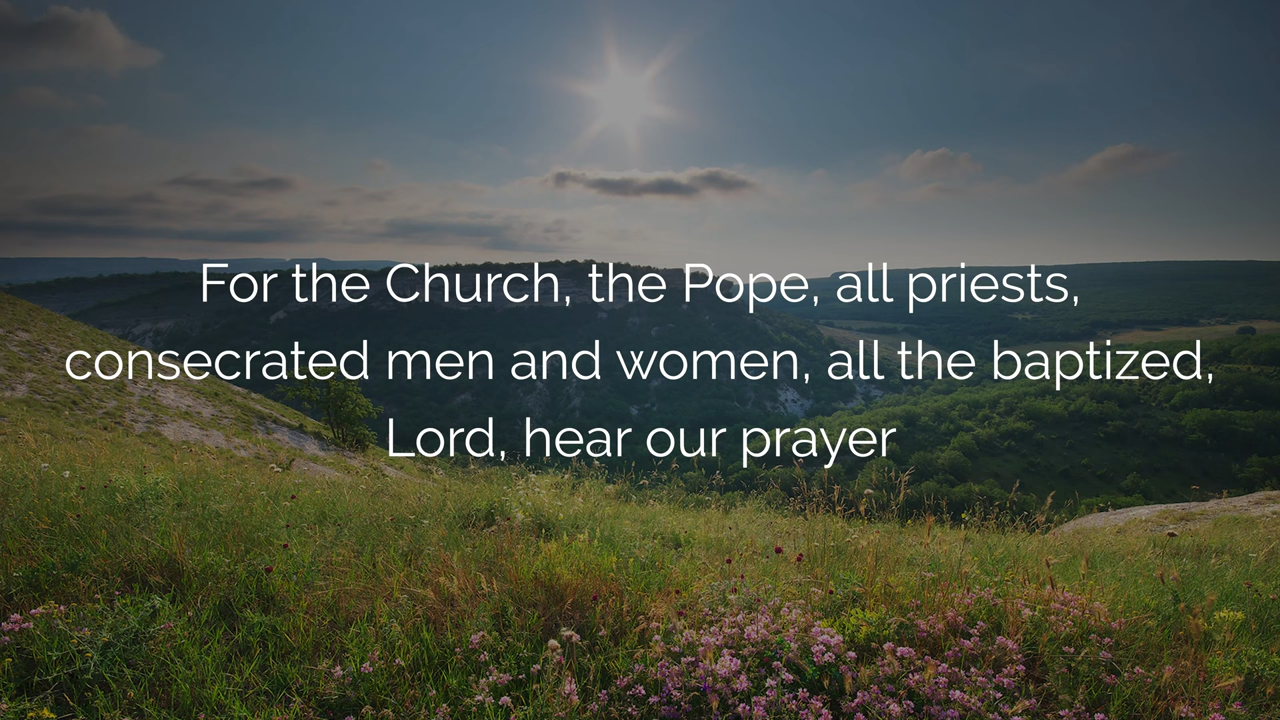 For the Church, the Pope, all priests,
consecrated men and women, all the baptized,
Lord, hear our prayer